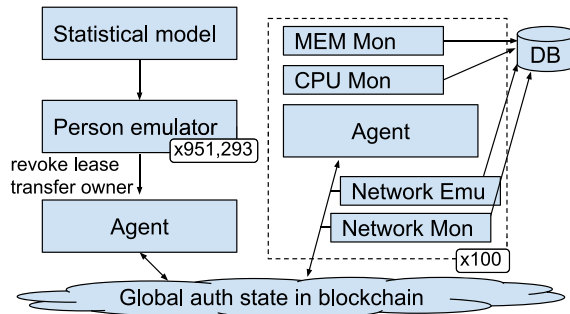 Statistical model
Person emulator
x951,293
revoke lease
transfer owner
Agent
MEM Mon
CPU Mon
DB
Agent
Network Emu
Network Mon
x100
Global auth state in blockchain